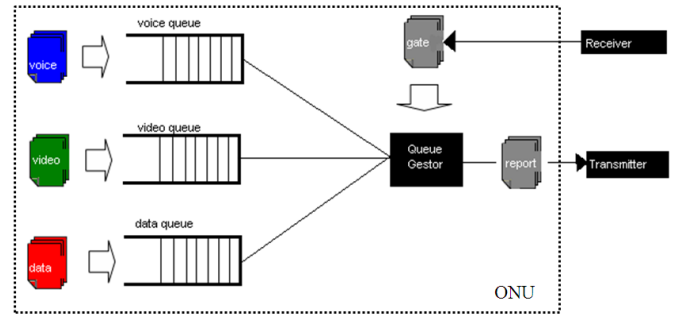 voice queue
voice
gate
Receiver
video queue
video
Queue
Gestor
report
Transmitter
data queue
data
ONU